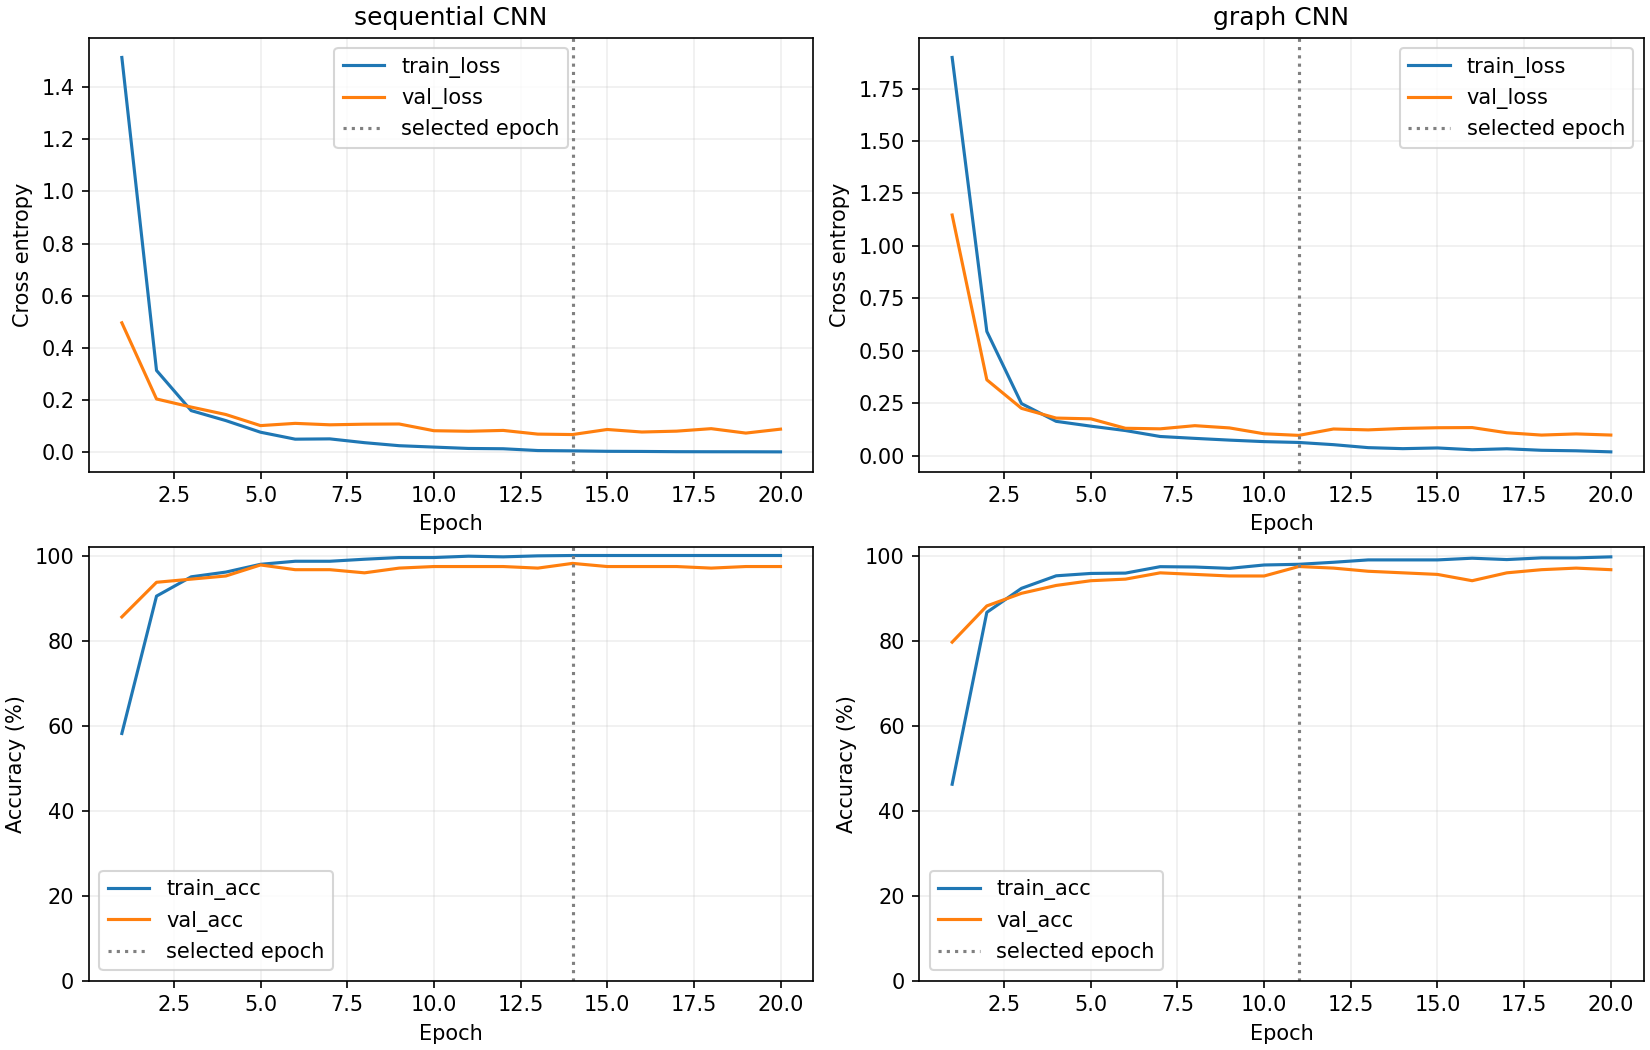 sequential CNN
1.4
1.2
1.0
0.8
0.6
0.4
0.2
0.0
Cross entropy
train_loss
val_loss
selected epoch
2.5 5.0 7.5 10.0 12.5 15.0 17.5 20.0
Epoch
graph CNN
1.75
1.50
1.25
1.00
0.75
0.50
0.25
0.00
Cross entropy
train_loss
val_loss
selected epoch
2.5 5.0 7.5 10.0 12.5 15.0 17.5 20.0
Epoch
100
80
60
40
20
0
Accuracy (%)
train_acc
val_acc
selected epoch
2.5 5.0 7.5 10.0 12.5 15.0 17.5 20.0
Epoch
100
80
60
40
20
0
Accuracy (%)
train_acc
val_acc
selected epoch
2.5 5.0 7.5 10.0 12.5 15.0 17.5 20.0
Epoch